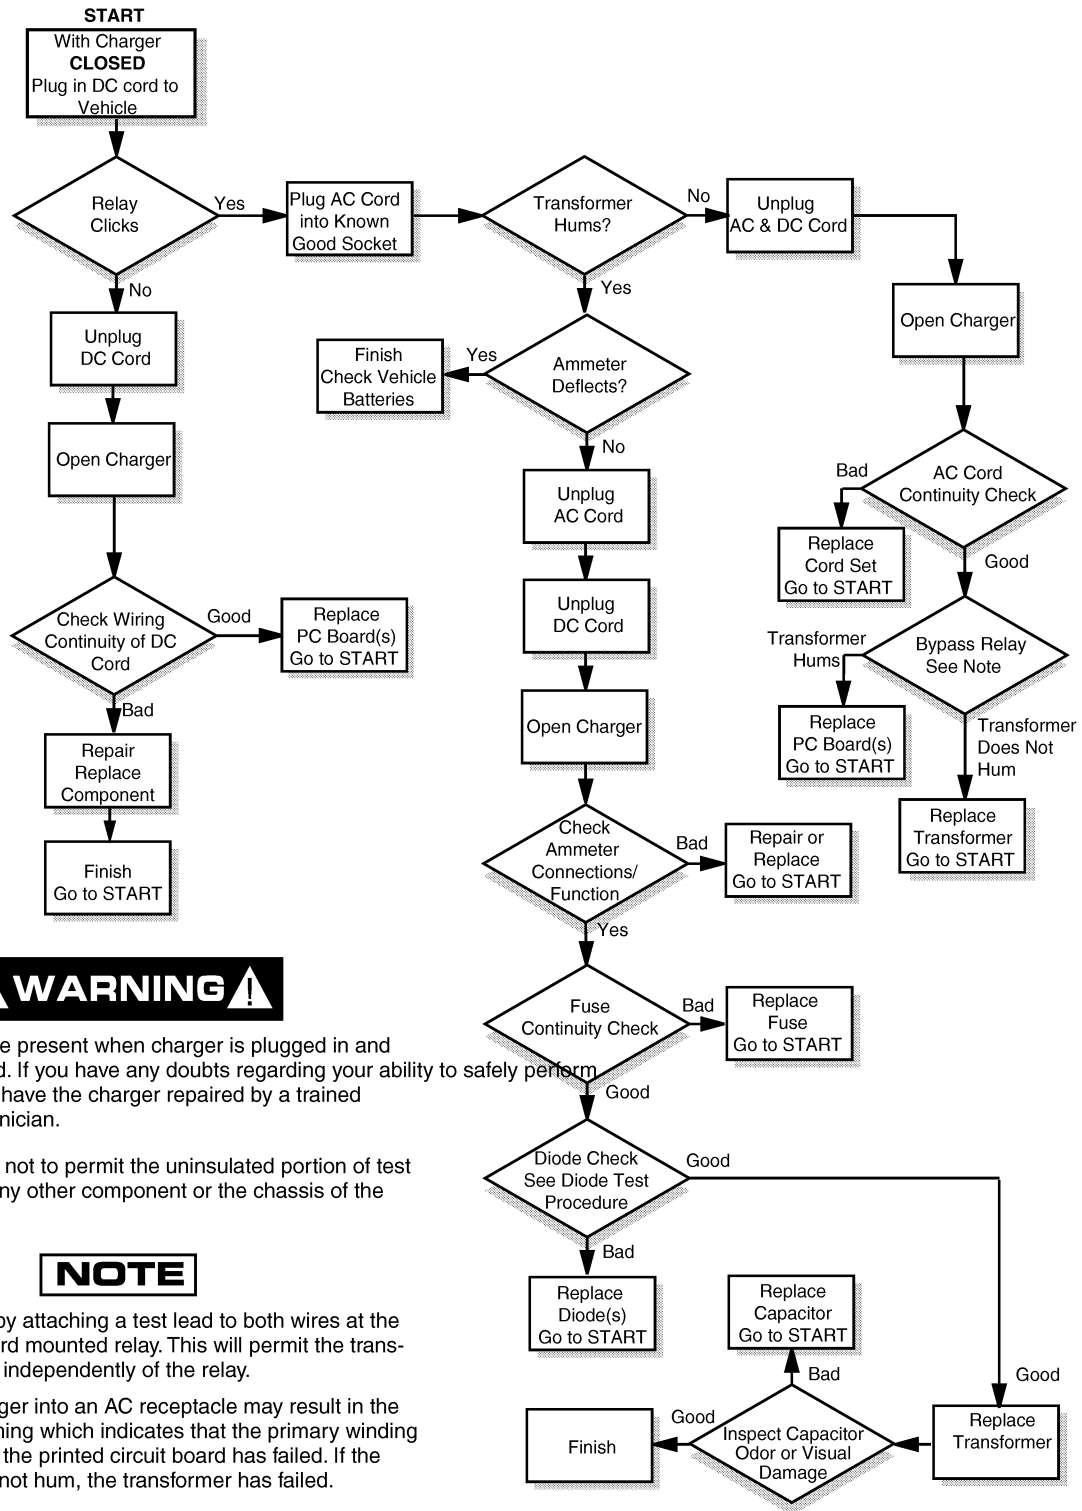 START
With Charger
CLOSED
Plug in DC cord to
Vehicle
Relay
Clicks
Yes
Plug AC Cord
into Known
Good Socket
Transformer
Hums?
No
Unplug
AC & DC Cord
Open Charger
No
Unplug
DC Cord
Open Charger
Check Wiring
Continuity of DC
Cord
Good
Replace
PC Board(s)
Go to START
Bad
Repair
Replace
Component
Finish
Go to START
Yes
Ammeter
Deflects?
Yes
Finish
Check Vehicle
Batteries
No
Unplug
AC Cord
Unplug
DC Cord
Open Charger
Check
Ammeter
Connections/
Function
Bad
Repair or
Replace
Go to START
Yes
Fuse
Continuity Check
Bad
Replace
Fuse
Go to START
Good
Diode Check
See Diode Test
Procedure
Good
Bad
Replace
Diode(s)
Go to START
AC Cord
Continuity Check
Bad
Replace
Cord Set
Go to START
Good
Bypass Relay
See Note
Transformer
Hums
Replace
PC Board(s)
Go to START
Transformer
Does Not
Hum
Replace
Transformer
Go to START
Good
Replace
Transformer
Inspect Capacitor
Odor or Visual
Damage
Bad
Replace
Capacitor
Go to START
Good
Finish
WARNING
e present when charger is plugged in and
d. If you have any doubts regarding your ability to safely perform
have the charger repaired by a trained
nician.
not to permit the uninsulated portion of test
ny other component or the chassis of the
NOTE
by attaching a test lead to both wires at the
rd mounted relay. This will permit the trans-
independently of the relay.
ger into an AC receptacle may result in the
ning which indicates that the primary winding
the printed circuit board has failed. If the
not hum, the transformer has failed.